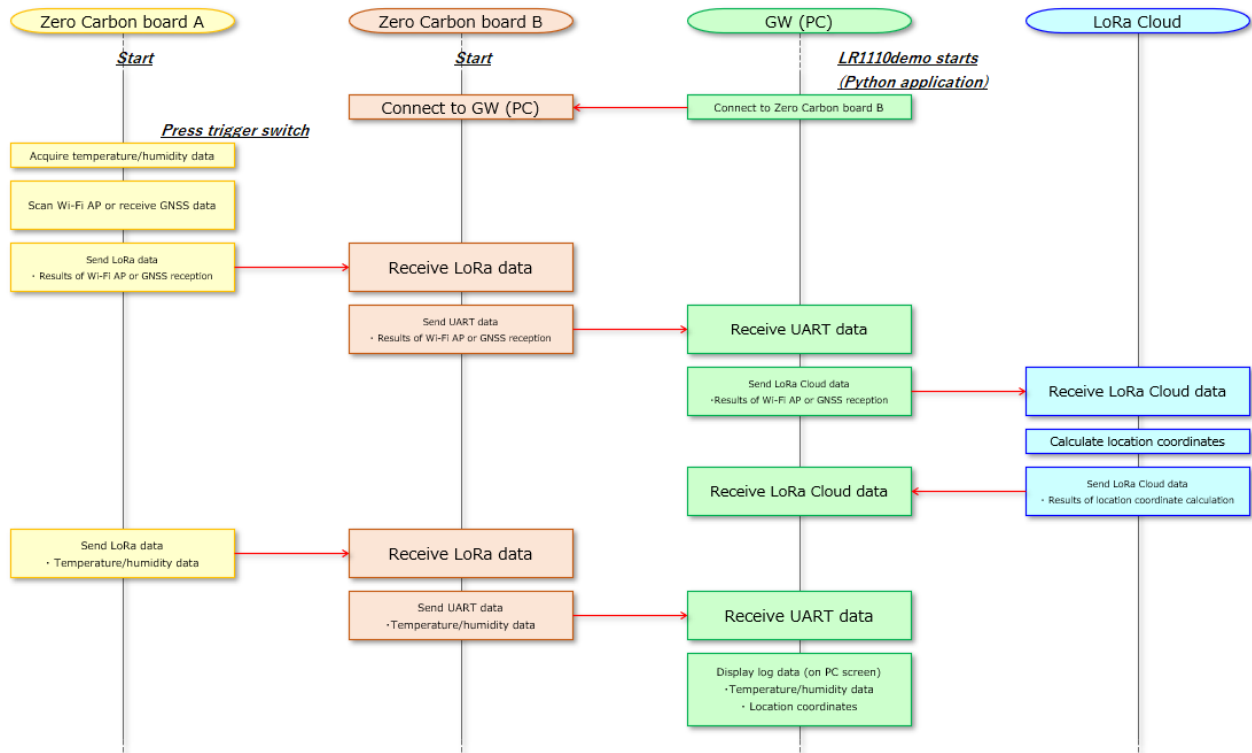 Zero Carbon board A
Zero Carbon board B
GW (PC)
LoRa Cloud
Start
Start
LR1110demo starts
(Python application)
Connect to GW (PC)
Connect to Zero Carbon board B
Press trigger switch
Acquire temperature/humidity data
Scan Wi-Fi AP or receive GNSS data
Send LoRa data
・Results of Wi-Fi AP or GNSS reception
Receive LoRa data
Send UART data
・Results of Wi-Fi AP or GNSS reception
Receive UART data
Send LoRa Cloud data
・Results of Wi-Fi AP or GNSS reception
Receive LoRa Cloud data
Calculate location coordinates
Receive LoRa Cloud data
Send LoRa Cloud data
・Results of location coordinate calculation
Send LoRa data
・Temperature/humidity data
Receive LoRa data
Send UART data
・Temperature/humidity data
Receive UART data
Display log data (on PC screen)
・Temperature/humidity data
・Location coordinates